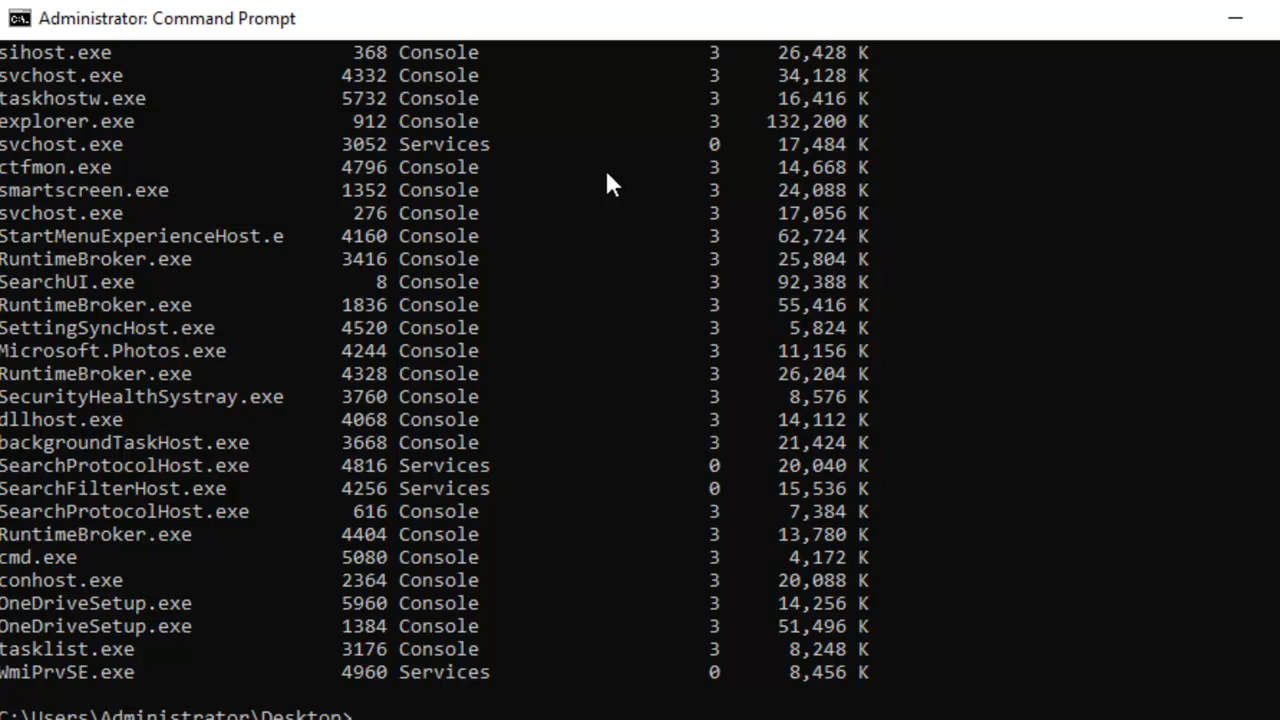 Administrator: Command Prompt
sihost.exe 368 Console 3 26,428 K
svchost.exe 4332 Console 3 34,128 K
taskhostw.exe 5732 Console 3 16,416 K
explorer.exe 912 Console 3 132,200 K
svchost.exe 3052 Services 0 17,484 K
ctfmon.exe 4796 Console 3 14,668 K
smartscreen.exe 1352 Console 3 24,088 K
svchost.exe 276 Console 3 17,056 K
StartMenuExperienceHost.e 4160 Console 3 62,724 K
RuntimeBroker.exe 3416 Console 3 25,804 K
SearchUI.exe 8 Console 3 92,388 K
RuntimeBroker.exe 1836 Console 3 55,416 K
SettingSyncHost.exe 4520 Console 3 5,824 K
Microsoft.Photos.exe 4244 Console 3 11,156 K
RuntimeBroker.exe 4328 Console 3 26,204 K
SecurityHealthSystray.exe 3760 Console 3 8,576 K
dllhost.exe 4068 Console 3 14,112 K
backgroundTaskHost.exe 3668 Console 3 21,424 K
SearchProtocolHost.exe 4816 Services 0 20,040 K
SearchFilterHost.exe 4256 Services 0 15,536 K
SearchProtocolHost.exe 616 Console 3 7,384 K
RuntimeBroker.exe 4404 Console 3 13,780 K
cmd.exe 5080 Console 3 4,172 K
conhost.exe 2364 Console 3 20,088 K
OneDriveSetup.exe 5960 Console 3 14,256 K
OneDriveSetup.exe 1384 Console 3 51,496 K
tasklist.exe 3176 Console 3 8,248 K
WmiPrvSE.exe 4960 Services 0 8,456 K
C:\Users\Administrator\Desktop>